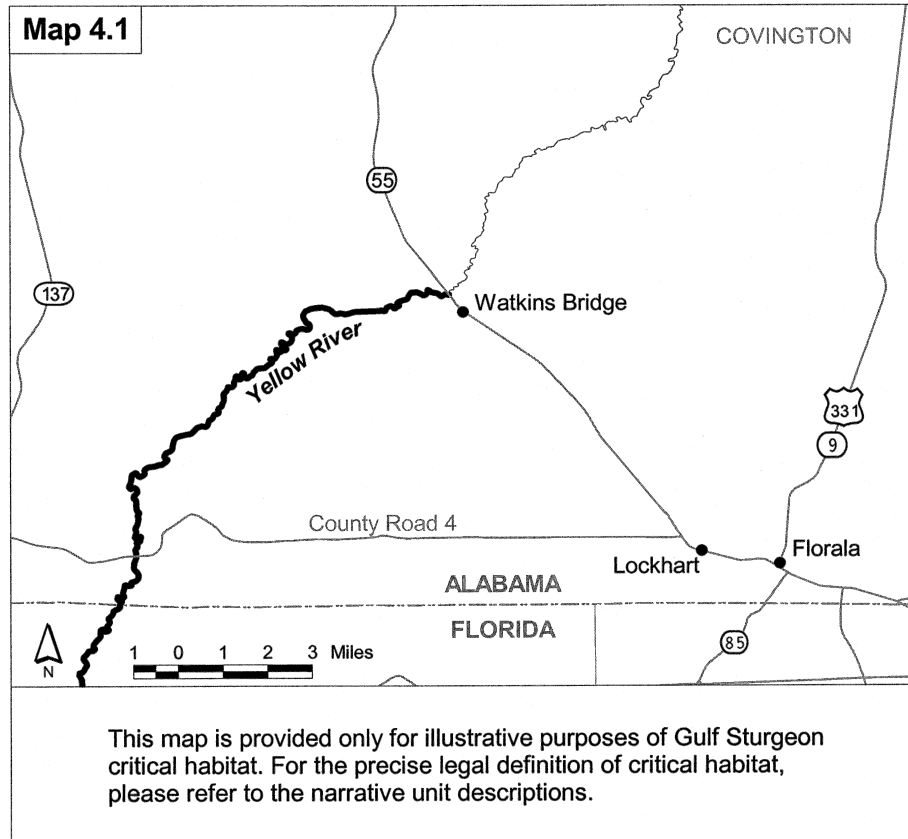 Map 4.1
COVINGTON
55
137
Watkins Bridge
Yellow River
331
9
County Road 4
Lockhart
Florala
ALABAMA
FLORIDA
85
N
1 0 1 2 3 Miles
This map is provided only for illustrative purposes of Gulf Sturgeon
critical habitat. For the precise legal definition of critical habitat,
please refer to the narrative unit descriptions.